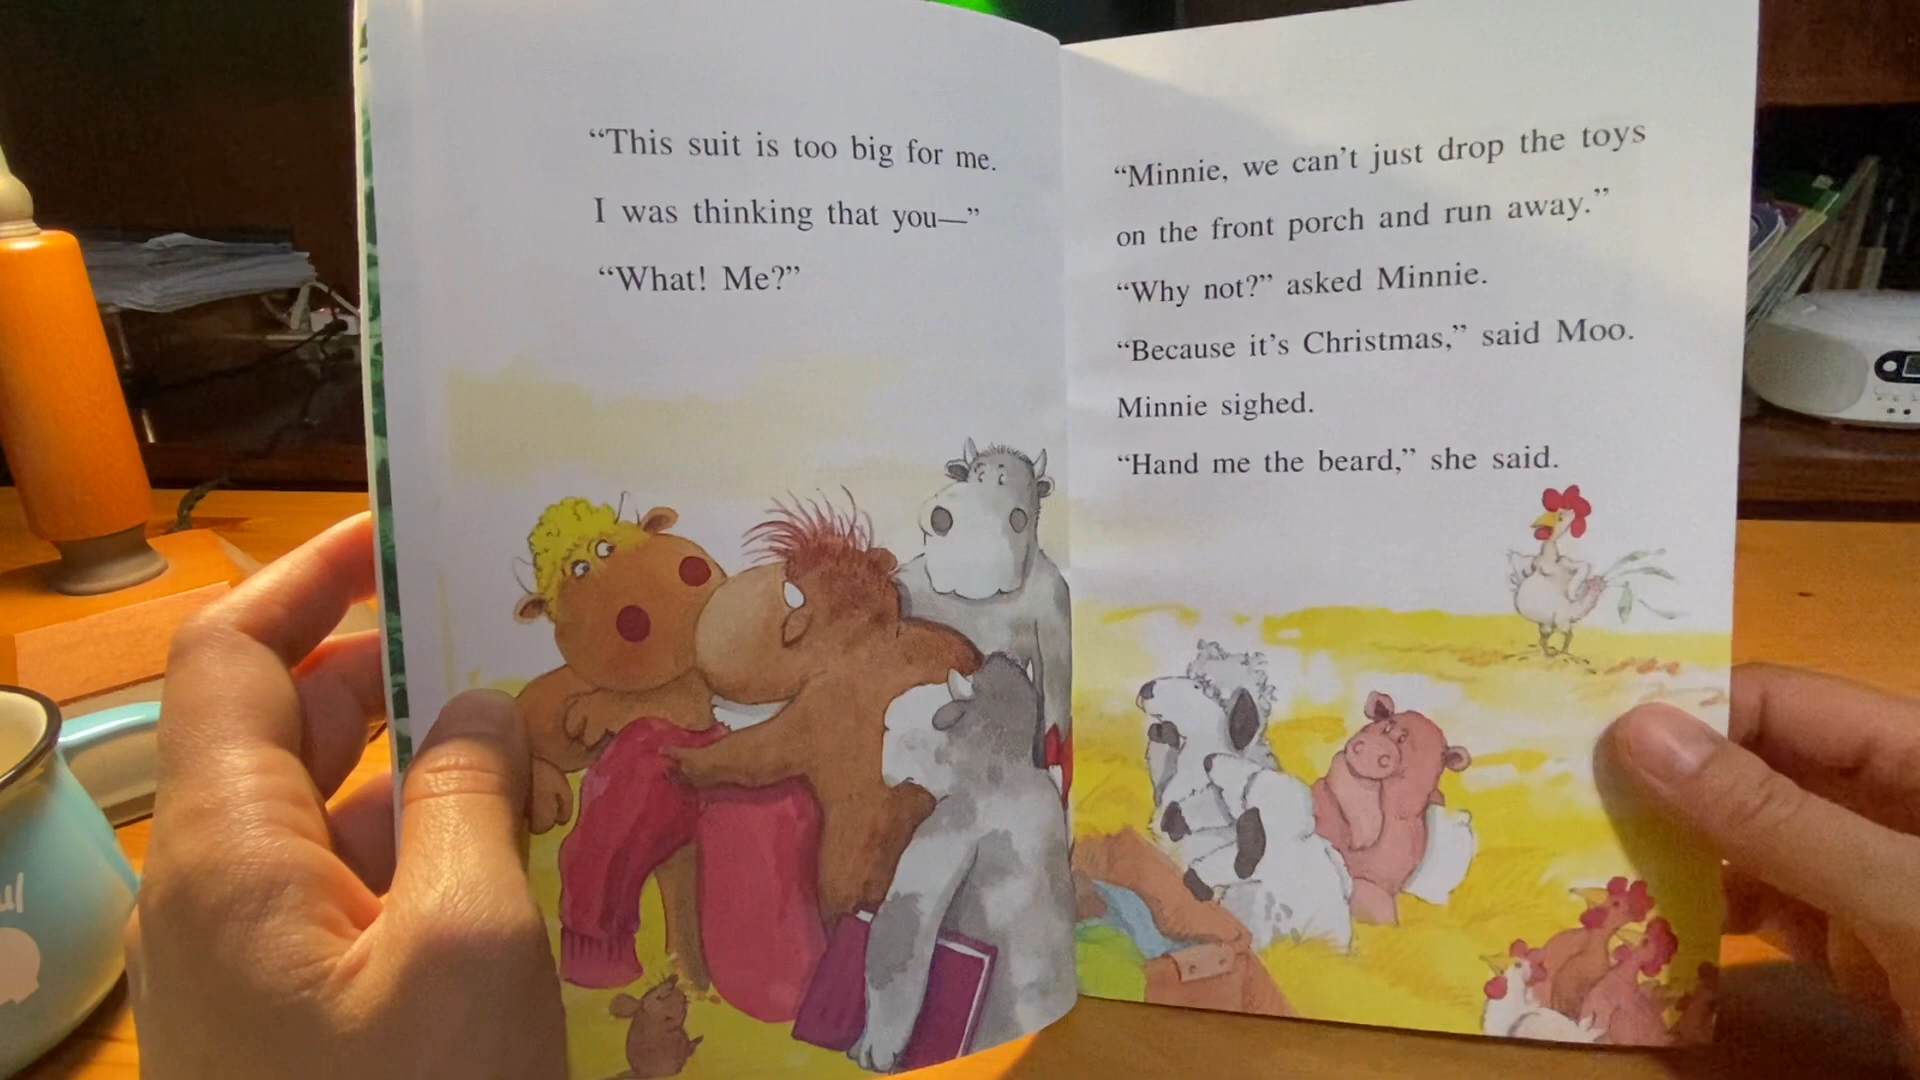 “This suit is too big for me.
I was thinking that you—”
“What! Me?”
“Minnie, we can’t just drop the toys
on the front porch and run away.”
“Why not?” asked Minnie.
“Because it’s Christmas,” said Moo.
Minnie sighed.
“Hand me the beard,” she said.